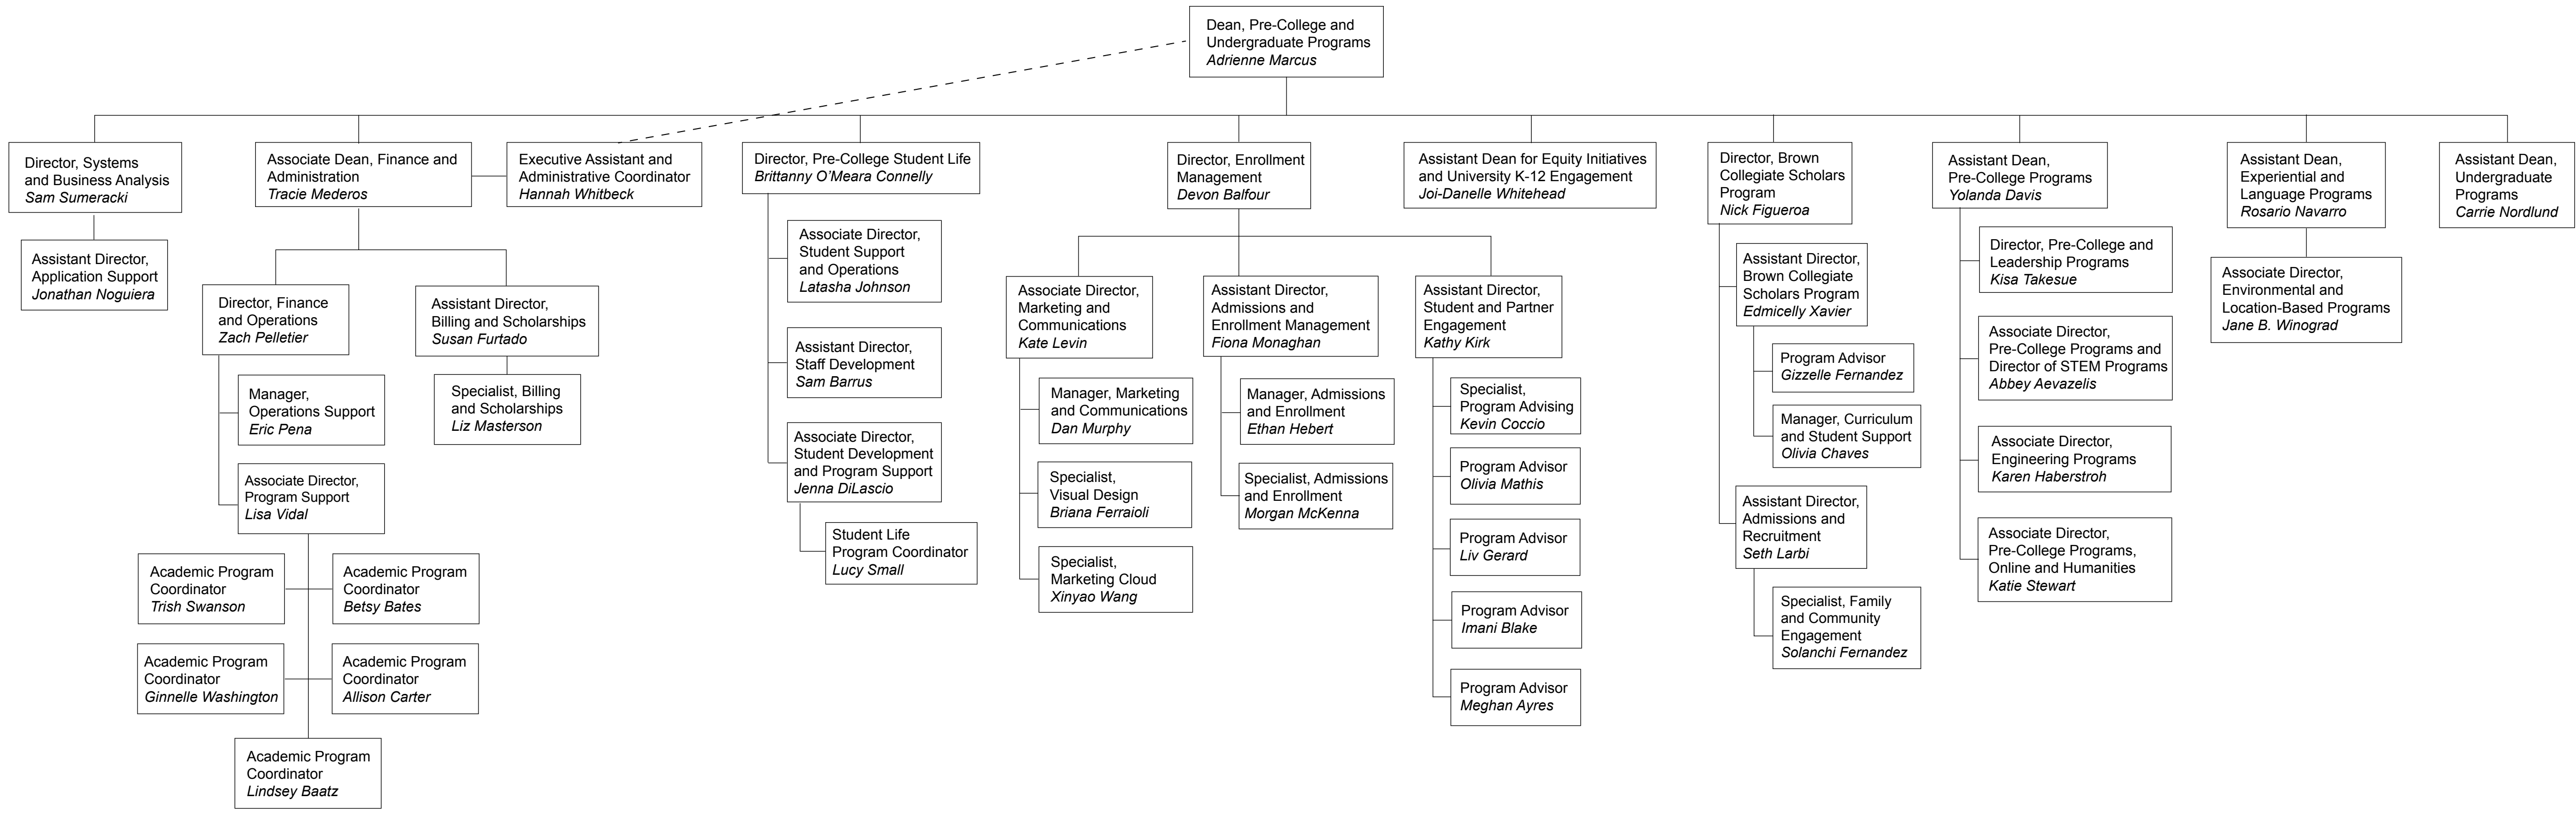 Dean, Pre-College and
Undergraduate Programs
Adrienne Marcus
Director, Systems
and Business Analysis
Sam Sumeracki
Assistant Director,
Application Support
Jonathan Noguiera
Associate Dean, Finance and
Administration
Tracie Mederos
Executive Assistant and
Administrative Coordinator
Hannah Whitbeck
Director, Finance
and Operations
Zach Pelletier
Manager,
Operations Support
Eric Pena
Associate Director,
Program Support
Lisa Vidal
Academic Program
Coordinator
Trish Swanson
Academic Program
Coordinator
Betsy Bates
Academic Program
Coordinator
Ginnelle Washington
Academic Program
Coordinator
Allison Carter
Academic Program
Coordinator
Lindsey Baatz
Assistant Director,
Billing and Scholarships
Susan Furtado
Specialist, Billing
and Scholarships
Liz Masterson
Director, Pre-College Student Life
Brittanny O’Meara Connelly
Associate Director,
Student Support
and Operations
Latasha Johnson
Assistant Director,
Staff Development
Sam Barrus
Associate Director,
Student Development
and Program Support
Jenna DiLascio
Student Life
Program Coordinator
Lucy Small
Director, Enrollment
Management
Devon Balfour
Associate Director,
Marketing and
Communications
Kate Levin
Manager, Marketing
and Communications
Dan Murphy
Specialist,
Visual Design
Briana Ferraioli
Specialist,
Marketing Cloud
Xinyao Wang
Assistant Director,
Admissions and
Enrollment Management
Fiona Monaghan
Manager, Admissions
and Enrollment
Ethan Hebert
Specialist, Admissions
and Enrollment
Morgan McKenna
Assistant Director,
Student and Partner
Engagement
Kathy Kirk
Specialist,
Program Advising
Kevin Coccio
Program Advisor
Olivia Mathis
Program Advisor
Liv Gerard
Program Advisor
Imani Blake
Program Advisor
Meghan Ayres
Assistant Dean for Equity Initiatives
and University K-12 Engagement
Joi-Danelle Whitehead
Director, Brown
Collegiate Scholars
Program
Nick Figueroa
Assistant Director,
Brown Collegiate
Scholars Program
Edmicelly Xavier
Program Advisor
Gizzelle Fernandez
Manager, Curriculum
and Student Support
Olivia Chaves
Assistant Director,
Admissions and
Recruitment
Seth Larbi
Specialist, Family
and Community
Engagement
Solanchi Fernandez
Assistant Dean,
Pre-College Programs
Yolanda Davis
Director, Pre-College and
Leadership Programs
Kisa Takesue
Associate Director,
Pre-College Programs and
Director of STEM Programs
Abbey Aevazelis
Associate Director,
Engineering Programs
Karen Haberstroh
Associate Director,
Pre-College Programs,
Online and Humanities
Katie Stewart
Assistant Dean,
Experiential and
Language Programs
Rosario Navarro
Associate Director,
Environmental and
Location-Based Programs
Jane B. Winograd
Assistant Dean,
Undergraduate
Programs
Carrie Nordlund